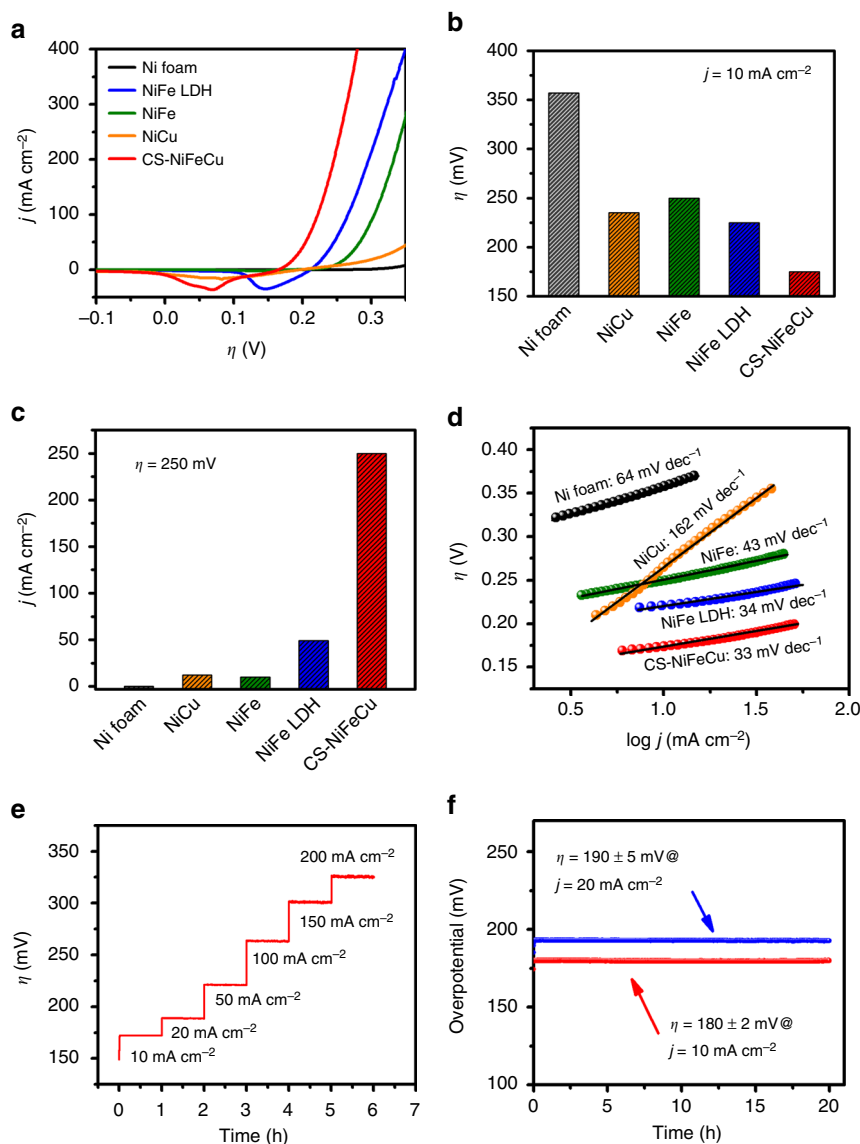 a
400
300
200
100
0
j (mA cm⁻²)
Ni foam
NiFe LDH
NiFe
NiCu
CS-NiFeCu
–0.1 0.0 0.1 0.2 0.3
η (V)
b
400
350
300
250
200
150
η (mV)
j = 10 mA cm⁻²
Ni foam
NiCu
NiFe
NiFe LDH
CS-NiFeCu
c
250
200
150
100
50
0
j (mA cm⁻²)
η = 250 mV
Ni foam
NiCu
NiFe
NiFe LDH
CS-NiFeCu
d
0.40
0.35
0.30
0.25
0.20
0.15
η (V)
Ni foam: 64 mV dec⁻¹
NiCu: 162 mV dec⁻¹
NiFe: 43 mV dec⁻¹
NiFe LDH: 34 mV dec⁻¹
CS-NiFeCu: 33 mV dec⁻¹
0.5 1.0 1.5 2.0
log j (mA cm⁻²)
e
375
350
325
300
275
250
225
200
175
150
η (mV)
200 mA cm⁻²
150 mA cm⁻²
100 mA cm⁻²
50 mA cm⁻²
20 mA cm⁻²
10 mA cm⁻²
0 1 2 3 4 5 6 7
Time (h)
f
250
200
150
100
Overpotential (mV)
η = 190 ± 5 mV@
j = 20 mA cm⁻²
η = 180 ± 2 mV@
j = 10 mA cm⁻²
0 5 10 15 20
Time (h)